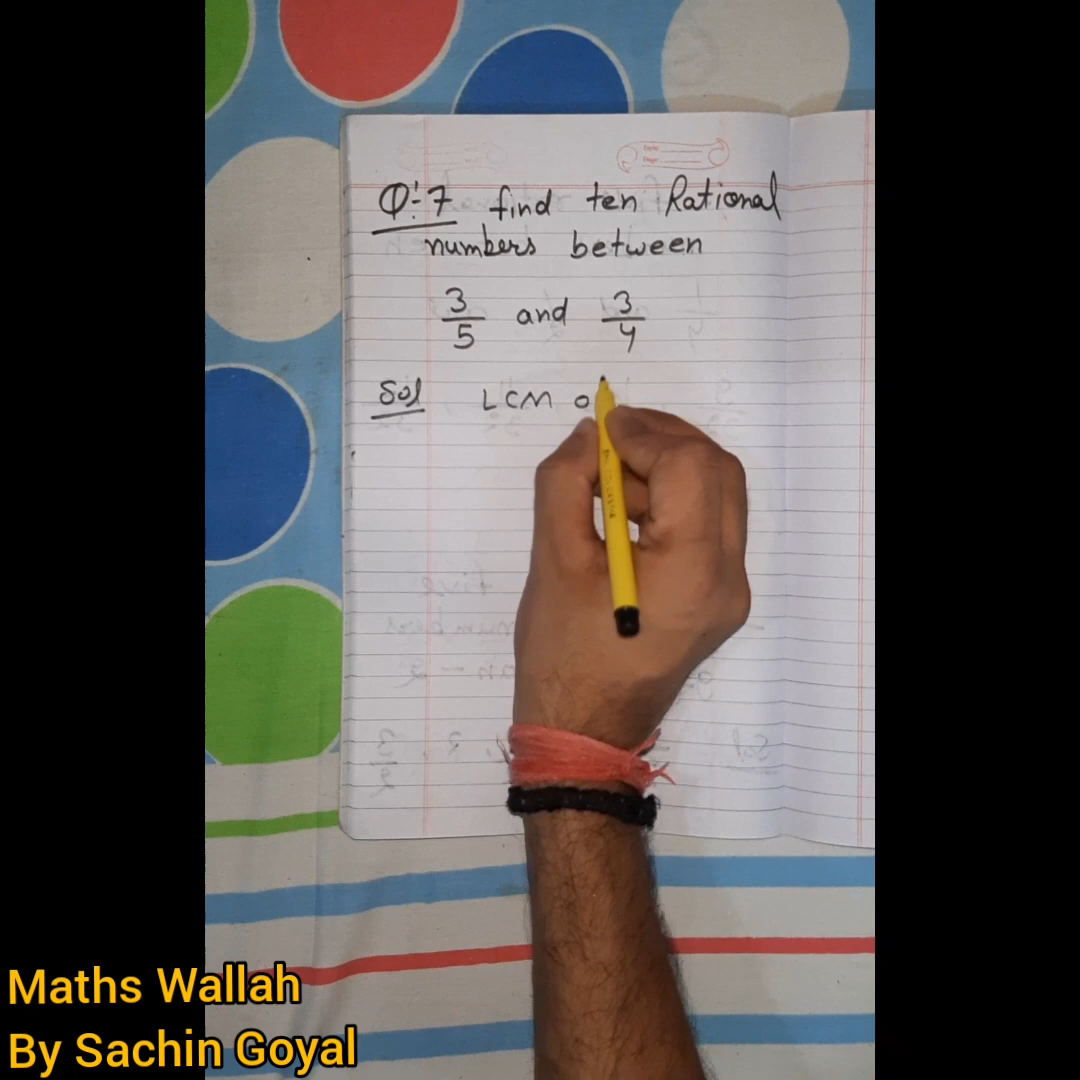 Q:-7 find ten Rational
numbers between
3/5 and 3/4
Sol LCM o
Maths Wallah
By Sachin Goyal